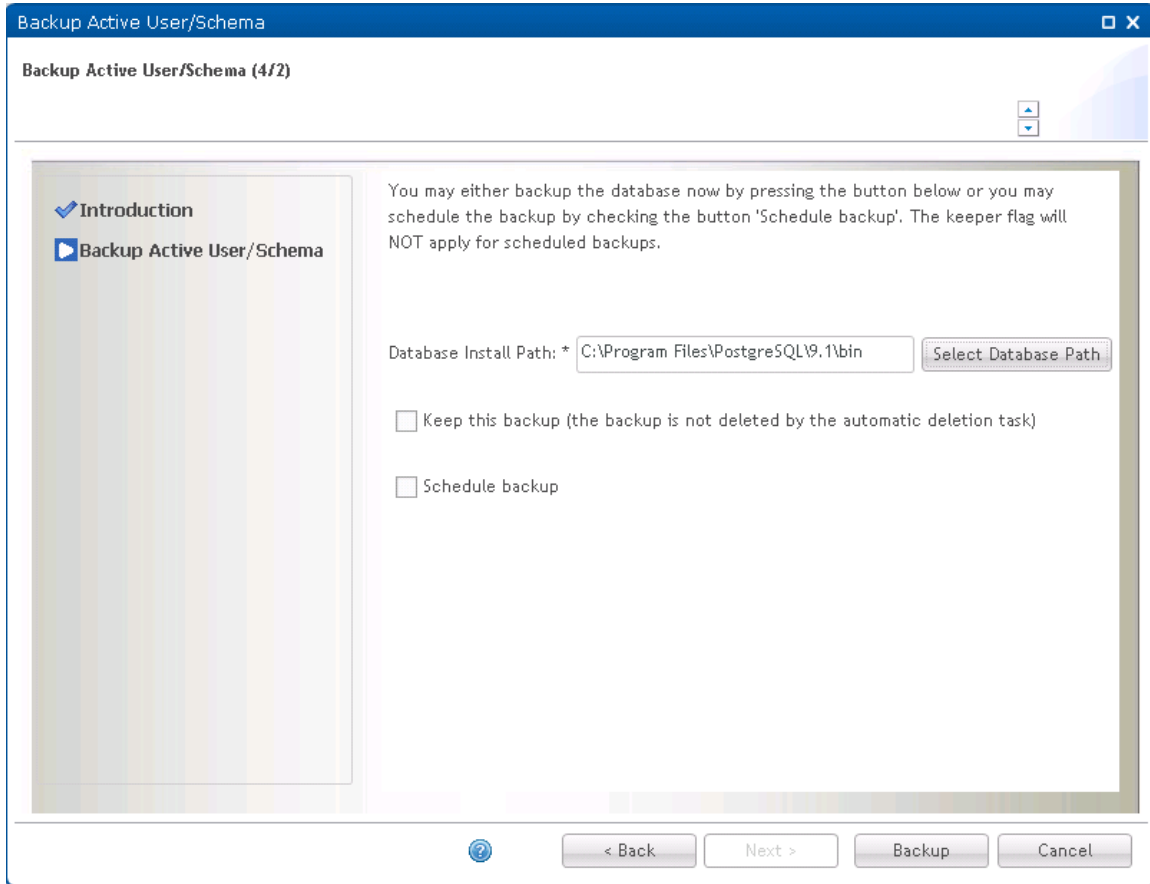 Backup Active User/Schema
Backup Active User/Schema (4/2)
Introduction
Backup Active User/Schema
You may either backup the database now by pressing the button below or you may
schedule the backup by checking the button 'Schedule backup'. The keeper flag will
NOT apply for scheduled backups.
Database Install Path: * C:\Program Files\PostgreSQL\9.1\bin Select Database Path
Keep this backup (the backup is not deleted by the automatic deletion task)
Schedule backup
? < Back Next > Backup Cancel